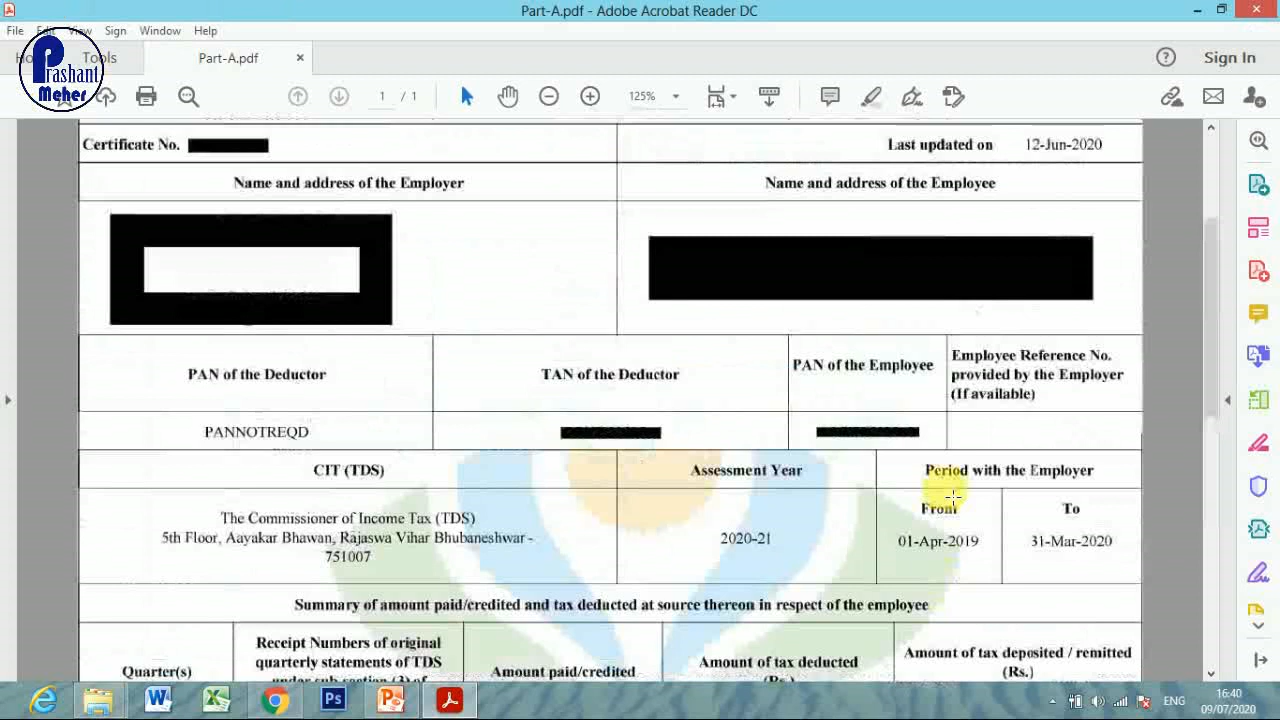 Part-A.pdf - Adobe Acrobat Reader DC
File Edit View Sign Window Help
Prashant
Meher
Tools
Part-A.pdf
Sign In
1 / 1
125%
Certificate No.
Last updated on 12-Jun-2020
Name and address of the Employer
Name and address of the Employee
PAN of the Deductor
TAN of the Deductor
PAN of the Employee
Employee Reference No.
provided by the Employer
(If available)
PANNOTREQD
CIT (TDS)
Assessment Year
Period with the Employer
From
To
The Commissioner of Income Tax (TDS)
5th Floor, Aayakar Bhawan, Rajaswa Vihar Bhubaneshwar -
751007
2020-21
01-Apr-2019
31-Mar-2020
Summary of amount paid/credited and tax deducted at source thereon in respect of the employee
Quarter(s)
Receipt Numbers of original
quarterly statements of TDS
under sub-section (3) of
Amount paid/credited
Amount of tax deducted
(Rs.)
Amount of tax deposited / remitted
(Rs.)
ENG
16:40
09/07/2020